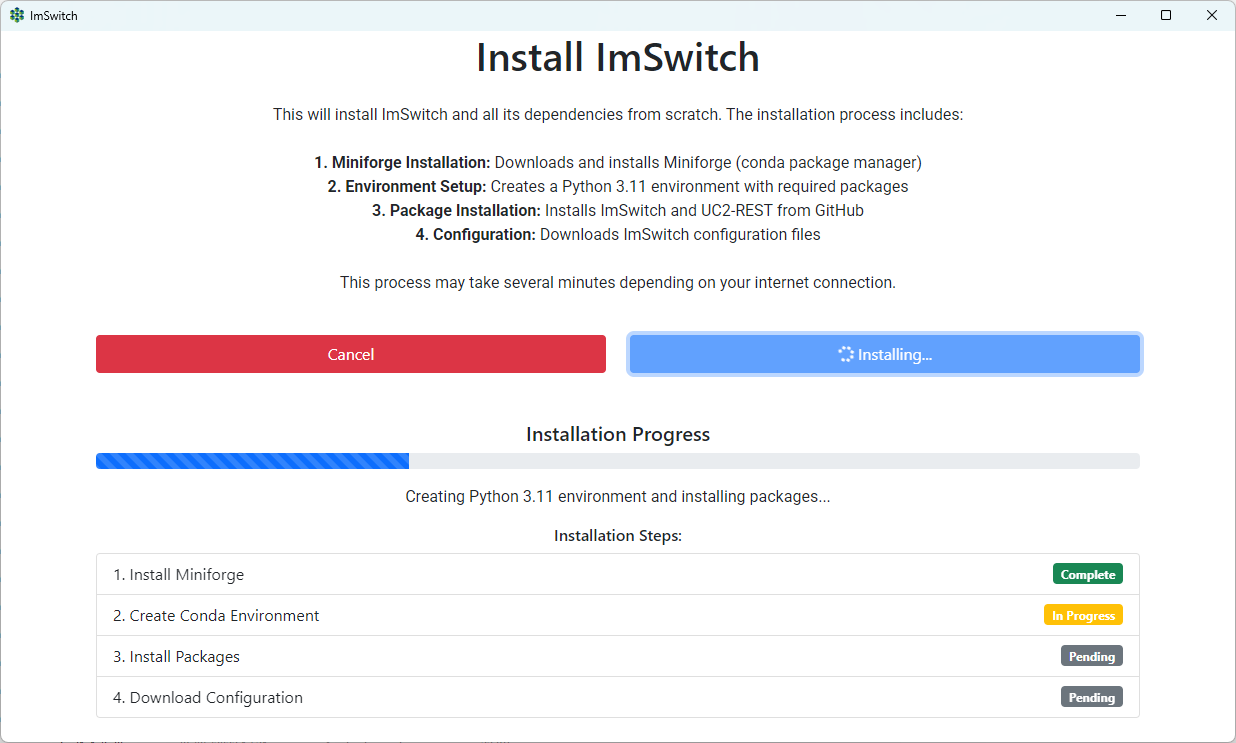 ImSwitch
Install ImSwitch
This will install ImSwitch and all its dependencies from scratch. The installation process includes:
1. Miniforge Installation: Downloads and installs Miniforge (conda package manager)
2. Environment Setup: Creates a Python 3.11 environment with required packages
3. Package Installation: Installs ImSwitch and UC2-REST from GitHub
4. Configuration: Downloads ImSwitch configuration files
This process may take several minutes depending on your internet connection.
Cancel
Installing...
Installation Progress
Creating Python 3.11 environment and installing packages...
Installation Steps:
1. Install Miniforge Complete
2. Create Conda Environment In Progress
3. Install Packages Pending
4. Download Configuration Pending